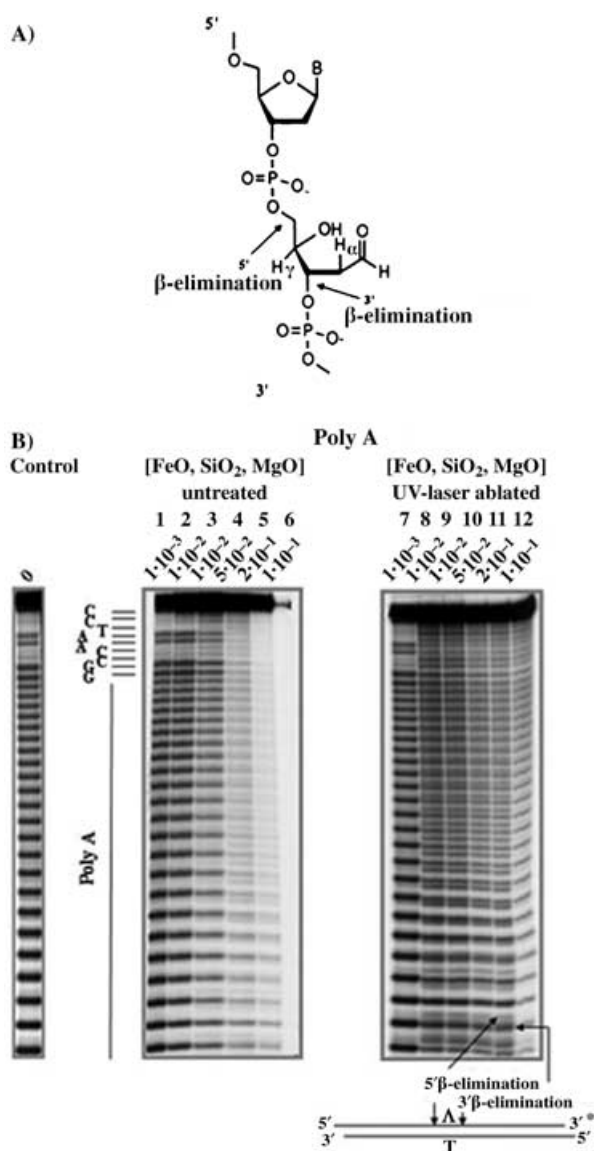 A)
5'
O
O
B
O
O=P-O-
O
OH
H
α
O
5'
Hγ
H
β-elimination
3'
β-elimination
O
O=P-O-
O
3'
B)
Poly A
Control
[FeO, SiO₂, MgO]
untreated
[FeO, SiO₂, MgO]
UV-laser ablated
1 2 3 4 5 6
7 8 9 10 11 12
0
1·10⁻³ 1·10⁻² 1·10⁻² 5·10⁻² 2·10⁻¹ 1·10⁻¹
1·10⁻³ 1·10⁻² 1·10⁻² 5·10⁻² 2·10⁻¹ 1·10⁻¹
C
C
A T
A C
G C
G
Poly A
5'β-elimination
3'β-elimination
5' A 3'*
3' T 5'